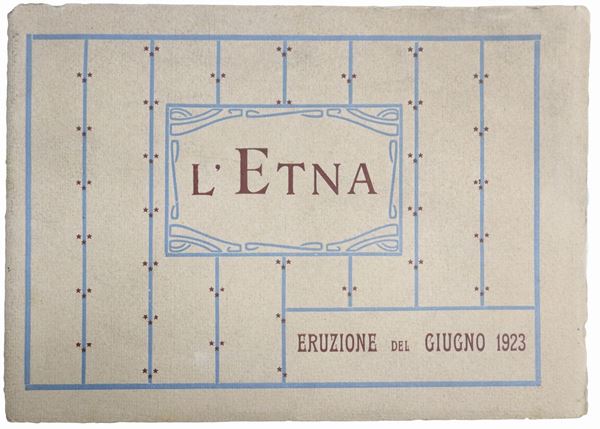 L'ETNA
ERUZIONE DEL GIUGNO 1923